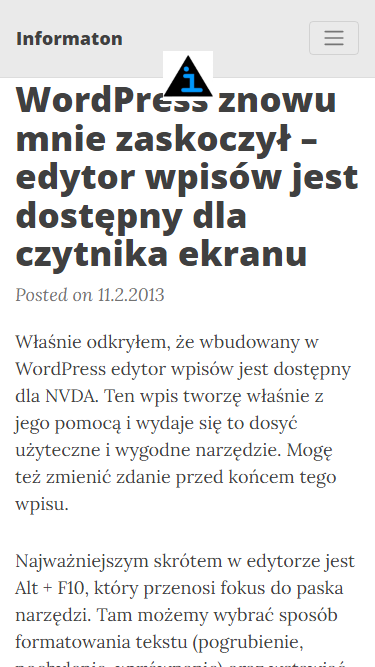 Informaton
WordPress znowu
mnie zaskoczył –
edytor wpisów jest
dostępny dla
czytnika ekranu
Posted on 11.2.2013
Właśnie odkryłem, że wbudowany w
WordPress edytor wpisów jest dostępny
dla NVDA. Ten wpis tworzę właśnie z
jego pomocą i wydaje się to dosyć
użyteczne i wygodne narzędzie. Mogę
też zmienić zdanie przed końcem tego
wpisu.
Najważniejszym skrótem w edytorze jest
Alt + F10, który przenosi fokus do paska
narzędzi. Tam możemy wybrać sposób
formatowania tekstu (pogrubienie,